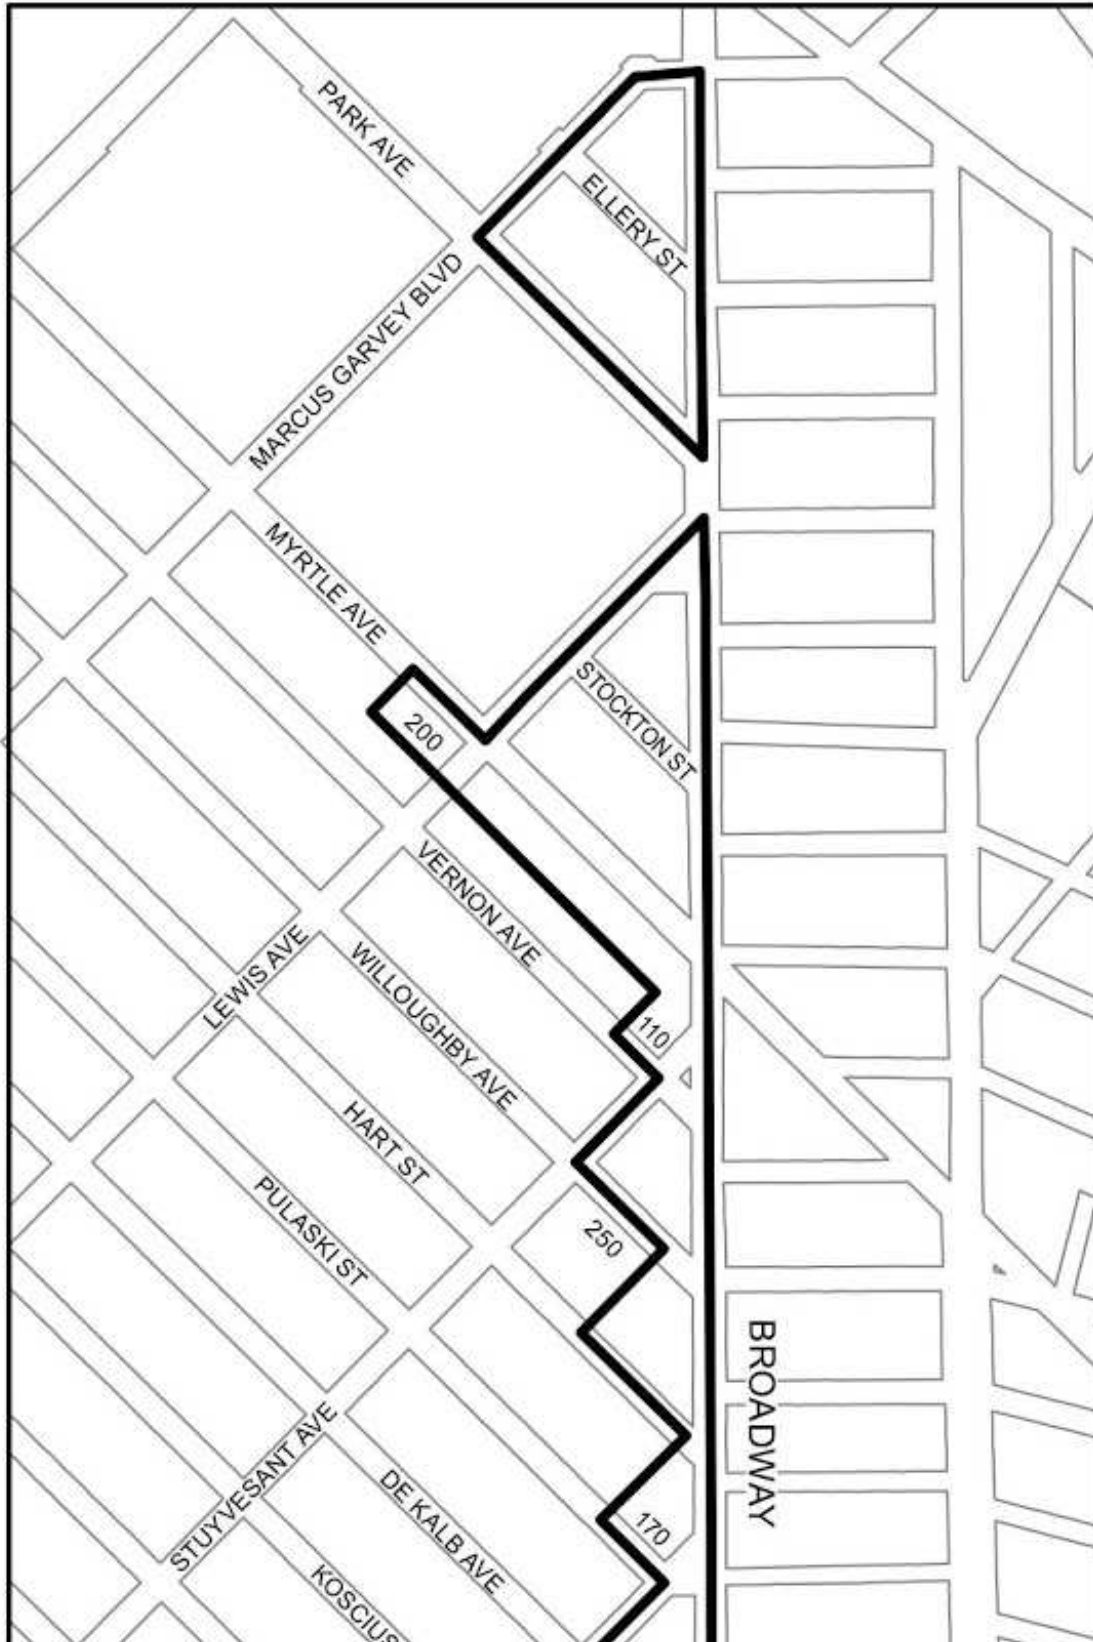 PARK AVE
ELLERY ST
MARCUS GARVEY BLVD
MYRTLE AVE
STOCKTON ST
200
VERNON AVE
WILLOUGHBY AVE
LEWIS AVE
110
HART ST
PULASKI ST
250
BROADWAY
STUYVESANT AVE
DE KALB AVE
170
KOSCIUS